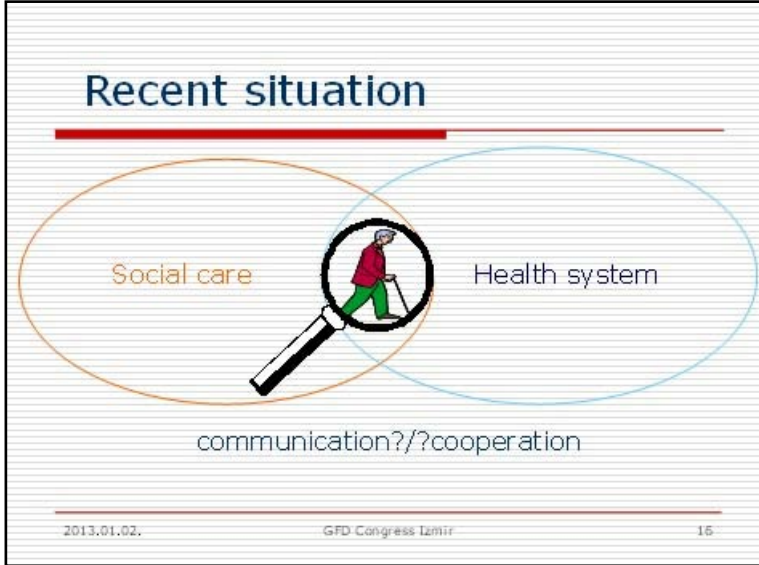 Recent situation
Social care
Health system
communication?/?cooperation
2013.01.02.
GFD Congress Izmir
16